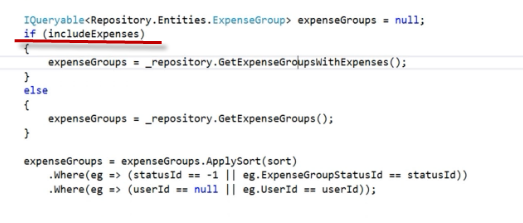 IQueryable<Repository.Entities.ExpenseGroup> expenseGroups = null;
if (includeExpenses)
{
expenseGroups = _repository.GetExpenseGroupsWithExpenses();
}
else
{
expenseGroups = _repository.GetExpenseGroups();
}
expenseGroups = expenseGroups.ApplySort(sort)
.Where(eg => (statusId == -1 || eg.ExpenseGroupStatusId == statusId))
.Where(eg => (userId == null || eg.UserId == userId));